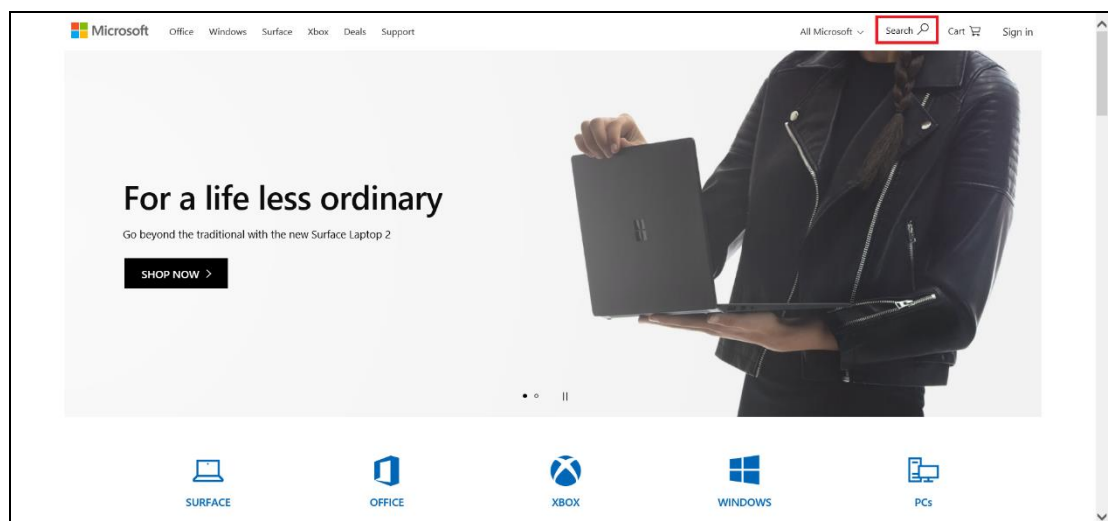 Microsoft Office Windows Surface Xbox Deals Support All Microsoft Search Cart Sign in
For a life less ordinary
Go beyond the traditional with the new Surface Laptop 2
SHOP NOW
SURFACE OFFICE XBOX WINDOWS PCs